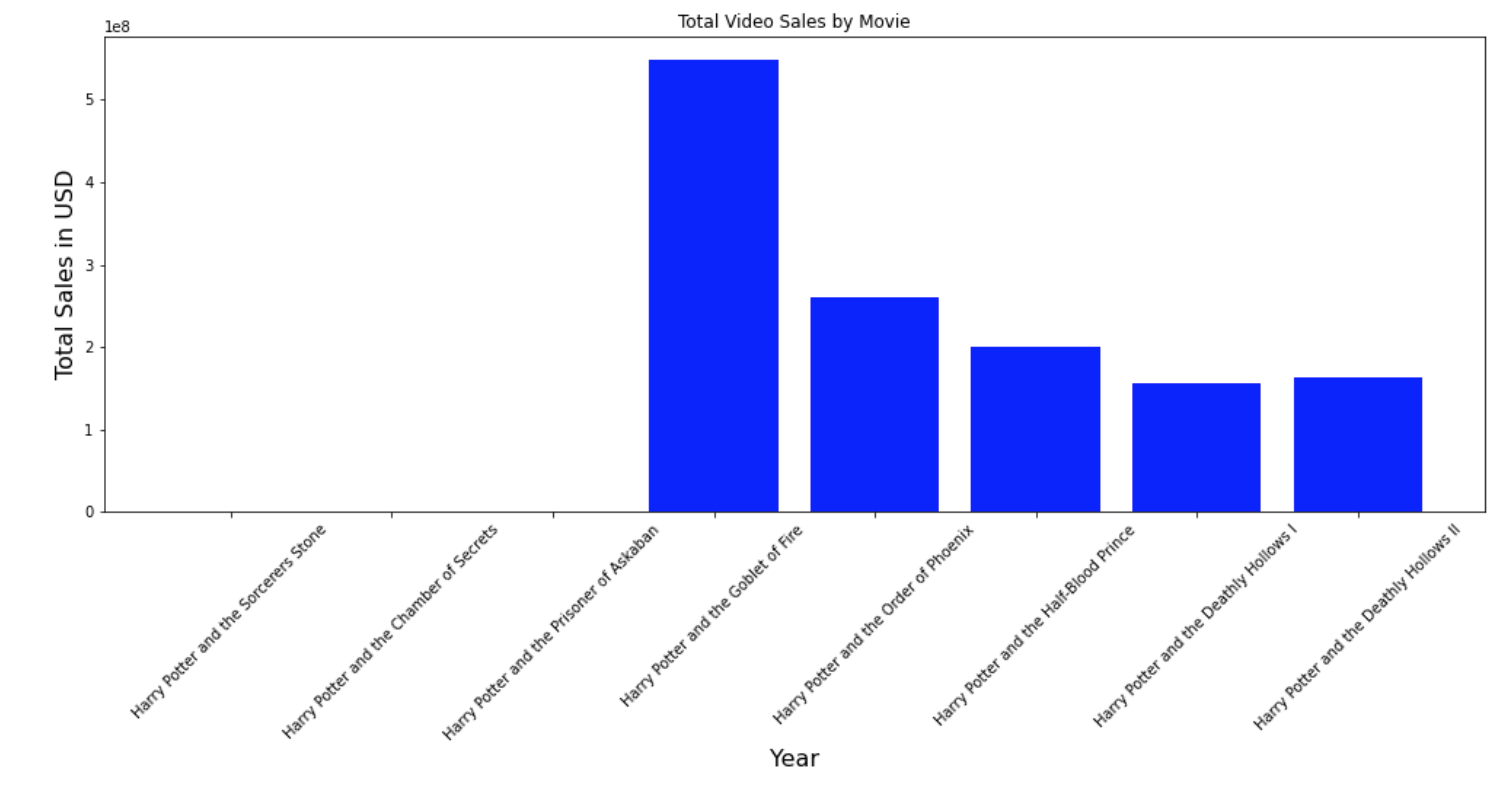 Total Video Sales by Movie
1e8
Total Sales in USD
5
4
3
2
1
0
Harry Potter and the Sorcerers Stone
Harry Potter and the Chamber of Secrets
Harry Potter and the Prisoner of Askaban
Harry Potter and the Goblet of Fire
Harry Potter and the Order of Phoenix
Harry Potter and the Half-Blood Prince
Harry Potter and the Deathly Hollows I
Harry Potter and the Deathly Hollows II
Year